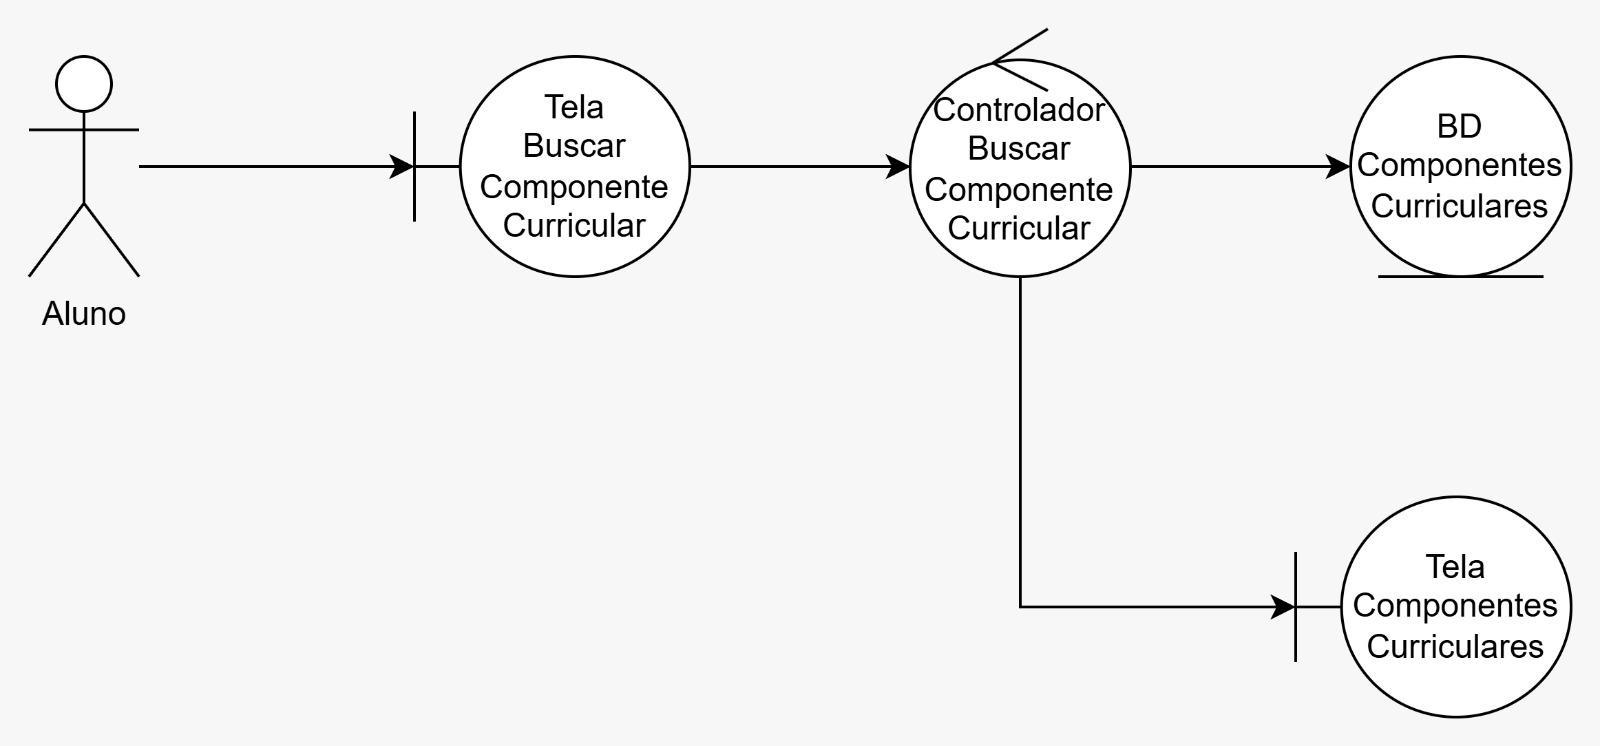 Aluno
Tela
Buscar
Componente
Curricular
Controlador
Buscar
Componente
Curricular
BD
Componentes
Curriculares
Tela
Componentes
Curriculares